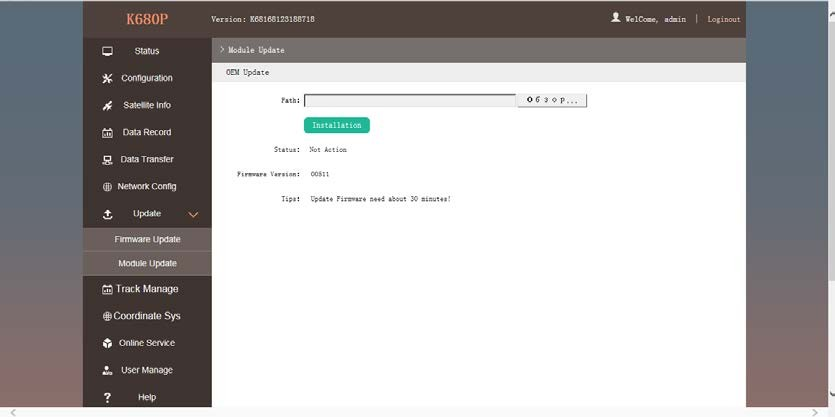 K680P
Version: K68168123188718
WelCome, admin | Loginout
Status
Configuration
Satellite Info
Data Record
Data Transfer
Network Config
Update
Firmware Update
Module Update
Track Manage
Coordinate Sys
Online Service
User Manage
Help
> Module Update
OEM Update
Path: Обзор...
Installation
Status: Not Action
Firmware Version: 00511
Tips: Update Firmware need about 30 minutes!